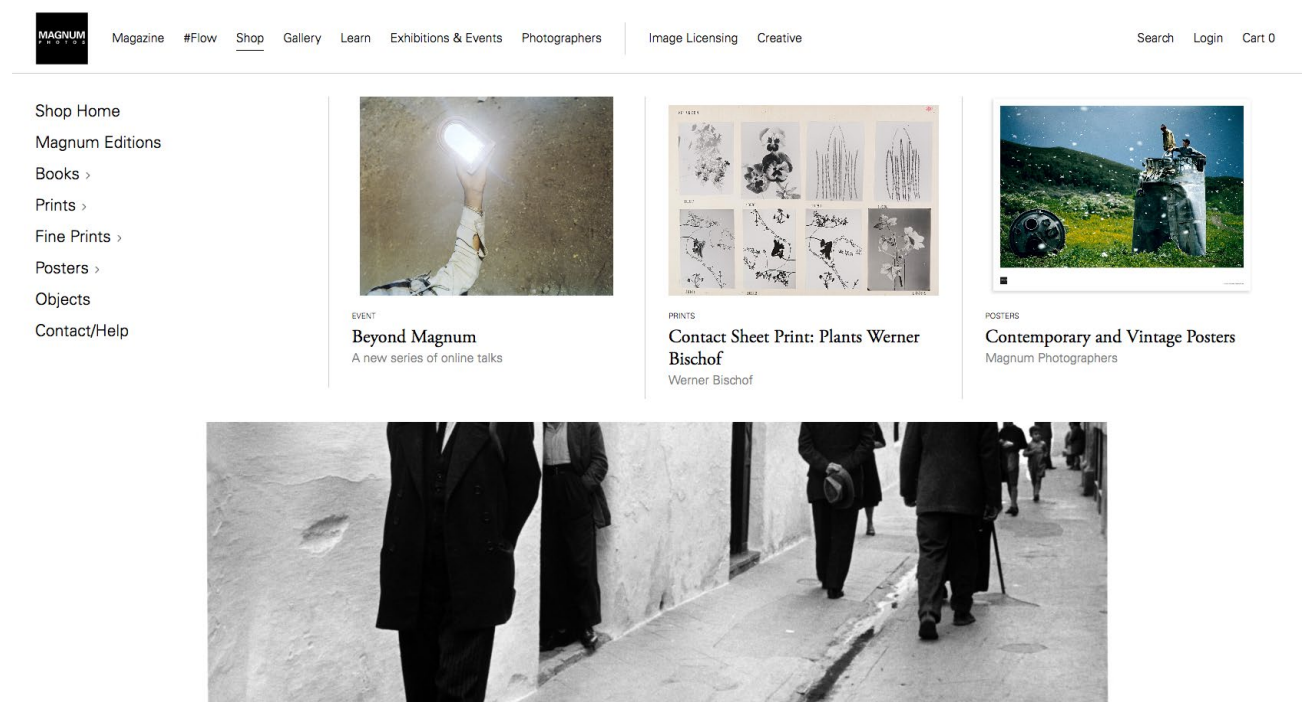 MAGNUM
PHOTOS
Magazine
#Flow
Shop
Gallery
Learn
Exhibitions & Events
Photographers
Image Licensing
Creative
Search
Login
Cart 0
Shop Home
Magnum Editions
Books ›
Prints ›
Fine Prints ›
Posters ›
Objects
Contact/Help
EVENT
Beyond Magnum
A new series of online talks
PRINTS
Contact Sheet Print: Plants Werner
Bischof
Werner Bischof
POSTERS
Contemporary and Vintage Posters
Magnum Photographers